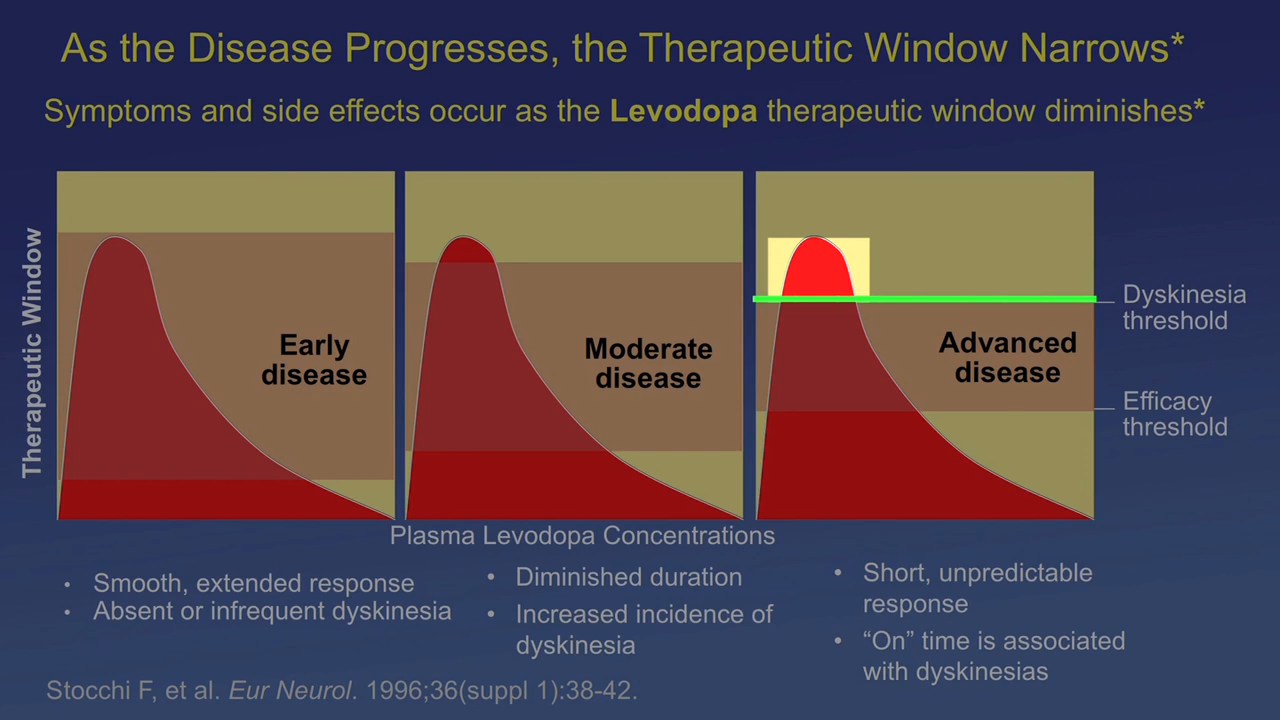 As the Disease Progresses, the Therapeutic Window Narrows*
Symptoms and side effects occur as the Levodopa therapeutic window diminishes*
Therapeutic Window
Early
disease
Moderate
disease
Advanced
disease
Dyskinesia
threshold
Efficacy
threshold
Plasma Levodopa Concentrations
• Smooth, extended response
• Absent or infrequent dyskinesia
• Diminished duration
• Increased incidence of
dyskinesia
• Short, unpredictable
response
• “On” time is associated
with dyskinesias
Stocchi F, et al. Eur Neurol. 1996;36(suppl 1):38-42.